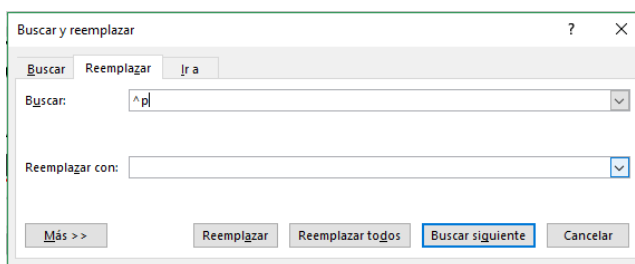 Buscar y reemplazar ? ×
Buscar Reemplazar Ir a
Buscar: ^p
Reemplazar con:
Más >> Reemplazar Reemplazar todos Buscar siguiente Cancelar